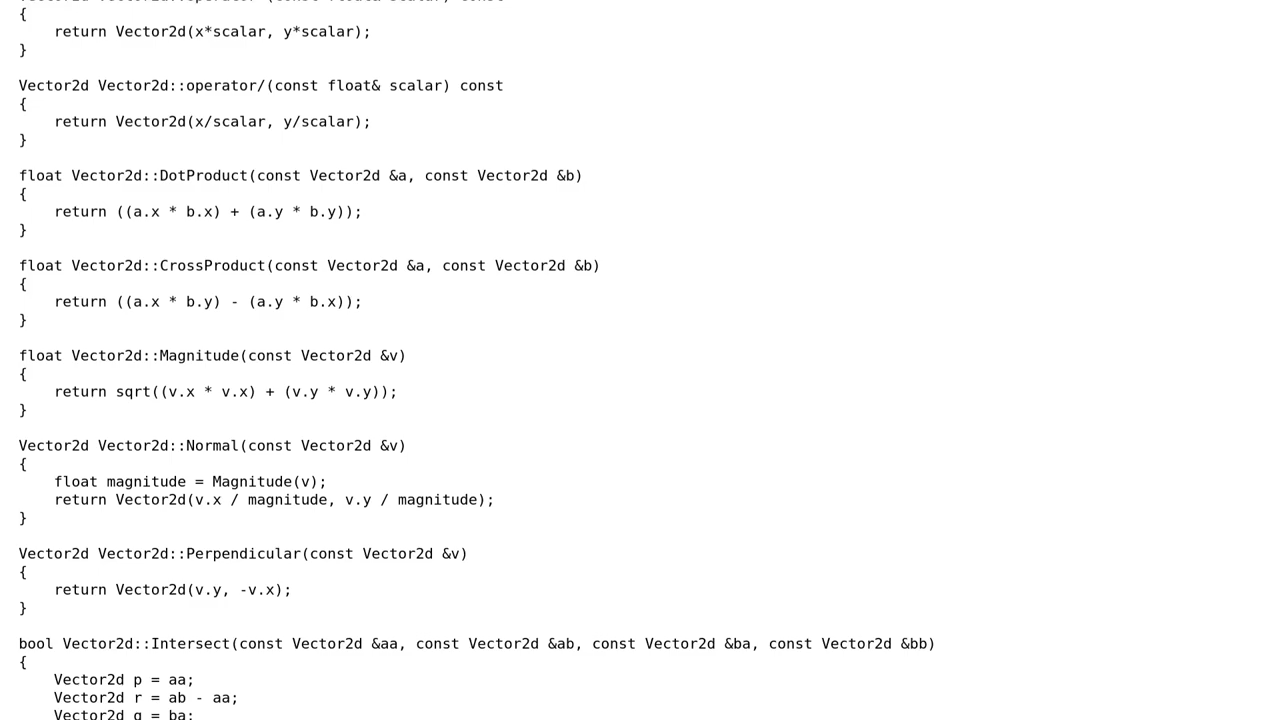 {
    return Vector2d(x*scalar, y*scalar);
}

Vector2d Vector2d::operator/(const float& scalar) const
{
    return Vector2d(x/scalar, y/scalar);
}

float Vector2d::DotProduct(const Vector2d &a, const Vector2d &b)
{
    return ((a.x * b.x) + (a.y * b.y));
}

float Vector2d::CrossProduct(const Vector2d &a, const Vector2d &b)
{
    return ((a.x * b.y) - (a.y * b.x));
}

float Vector2d::Magnitude(const Vector2d &v)
{
    return sqrt((v.x * v.x) + (v.y * v.y));
}

Vector2d Vector2d::Normal(const Vector2d &v)
{
    float magnitude = Magnitude(v);
    return Vector2d(v.x / magnitude, v.y / magnitude);
}

Vector2d Vector2d::Perpendicular(const Vector2d &v)
{
    return Vector2d(v.y, -v.x);
}

bool Vector2d::Intersect(const Vector2d &aa, const Vector2d &ab, const Vector2d &ba, const Vector2d &bb)
{
    Vector2d p = aa;
    Vector2d r = ab - aa;
    Vector2d q = ba;